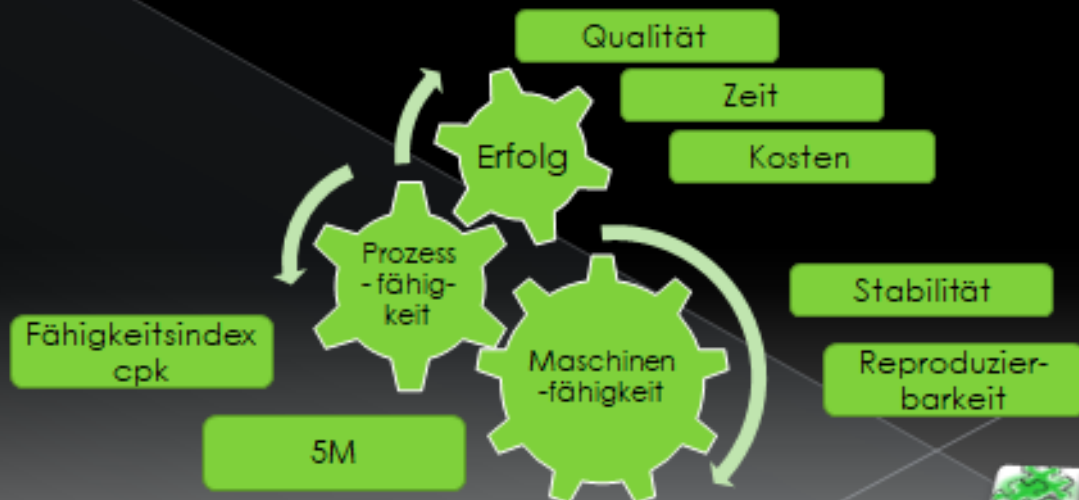 Qualität
Zeit
Kosten
Erfolg
Prozess
-fähig-
keit
Maschinen
-fähigkeit
Stabilität
Reproduzier-
barkeit
Fähigkeitsindex
cpk
5M